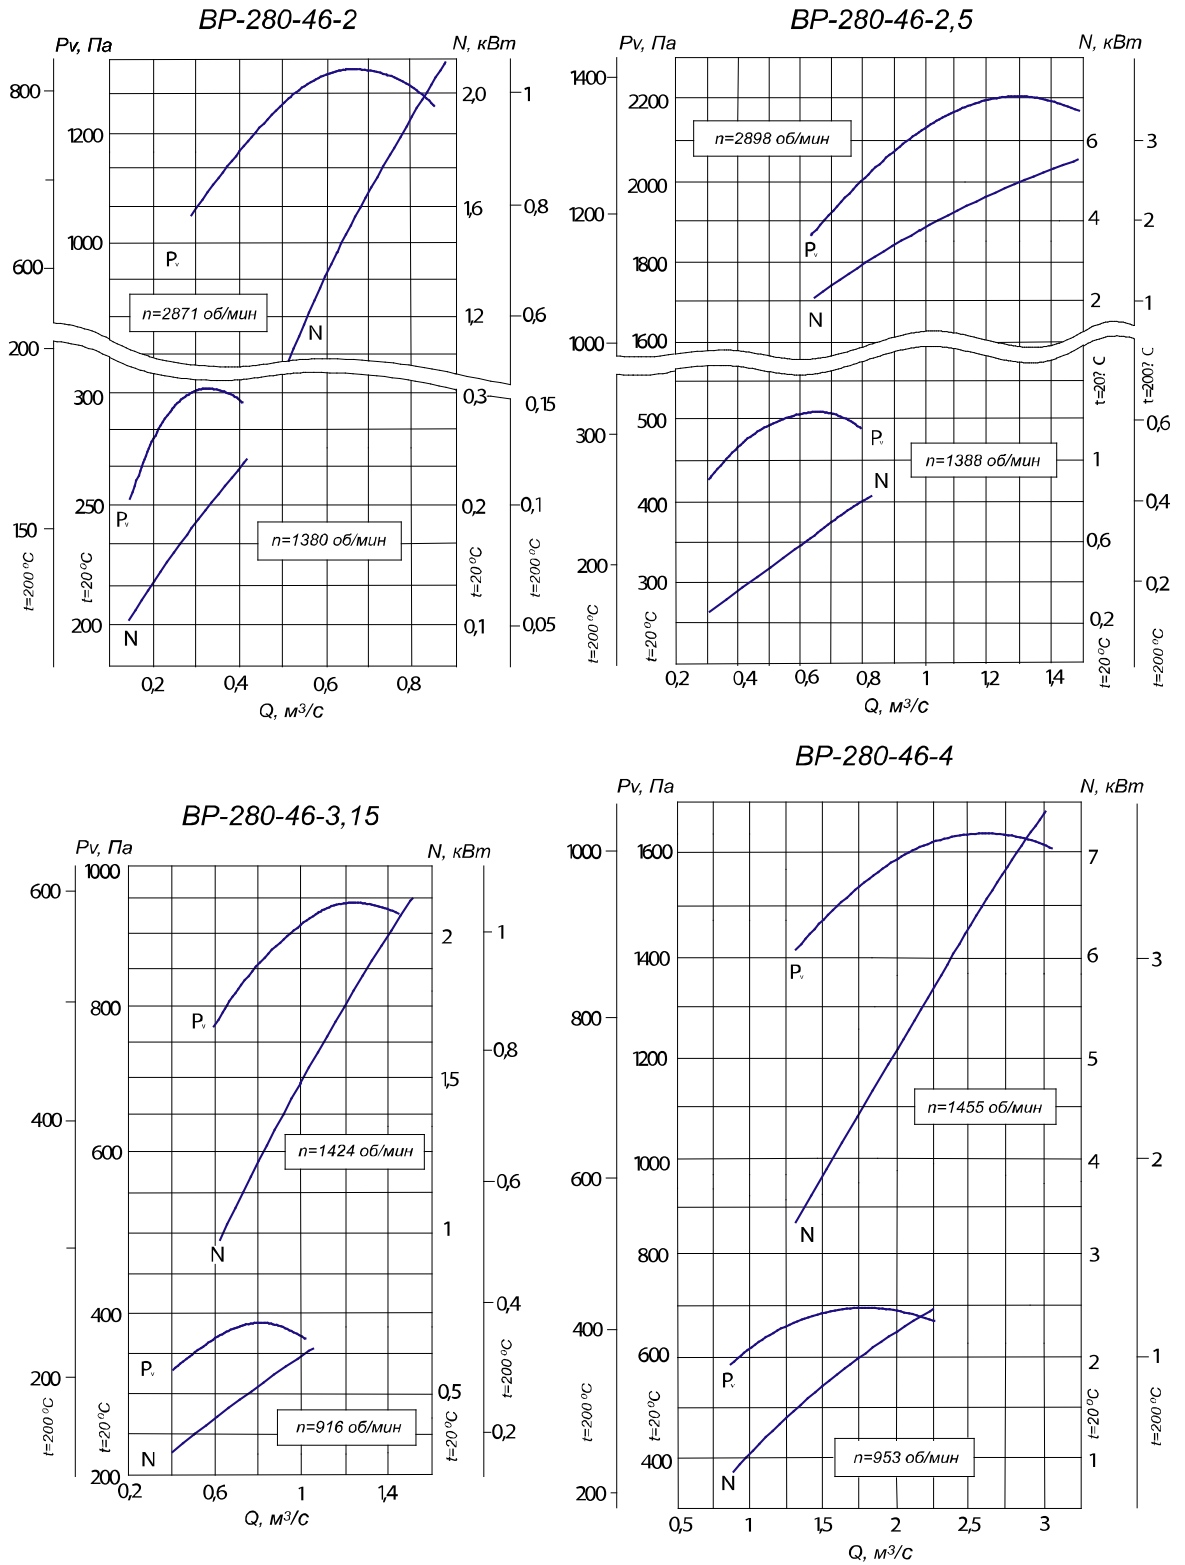 ВР-280-46-2
Pv, Па
N, кВт
800
1200
1000
600
200
300
250
150
200
2,0
1,6
1,2
0,3
0,2
0,1
1
0,8
0,6
0,15
0,1
0,05
Pv
n=2871 об/мин
N
Pv
n=1380 об/мин
N
t=200°C
t=20°C
t=20°C
t=200°C
0,2
0,4
0,6
0,8
Q, м³/с
ВР-280-46-2,5
Pv, Па
N, кВт
1400
1200
1000
300
200
2200
2000
1800
1600
500
400
300
6
4
2
1
0,6
0,2
3
2
1
0,6
0,4
0,2
n=2898 об/мин
Pv
N
t=20? C
t=200? C
Pv
n=1388 об/мин
N
t=200°C
t=20°C
t=20°C
t=200°C
0,2
0,4
0,6
0,8
1
1,2
1,4
Q, м³/с
ВР-280-46-3,15
Pv, Па
N, кВт
600
400
200
1000
800
600
400
200
2
1,5
1
0,5
1
0,8
0,6
0,4
0,2
Pv
n=1424 об/мин
N
Pv
n=916 об/мин
N
t=200°C
t=20°C
t=20°C
t=200°C
0,2
0,6
1
1,4
Q, м³/с
ВР-280-46-4
Pv, Па
N, кВт
1000
800
600
400
200
1600
1400
1200
1000
800
600
400
7
6
5
4
3
2
1
3
2
1
Pv
n=1455 об/мин
N
Pv
n=953 об/мин
N
t=200°C
t=20°C
t=20°C
t=200°C
0,5
1
1,5
2
2,5
3
Q, м³/с